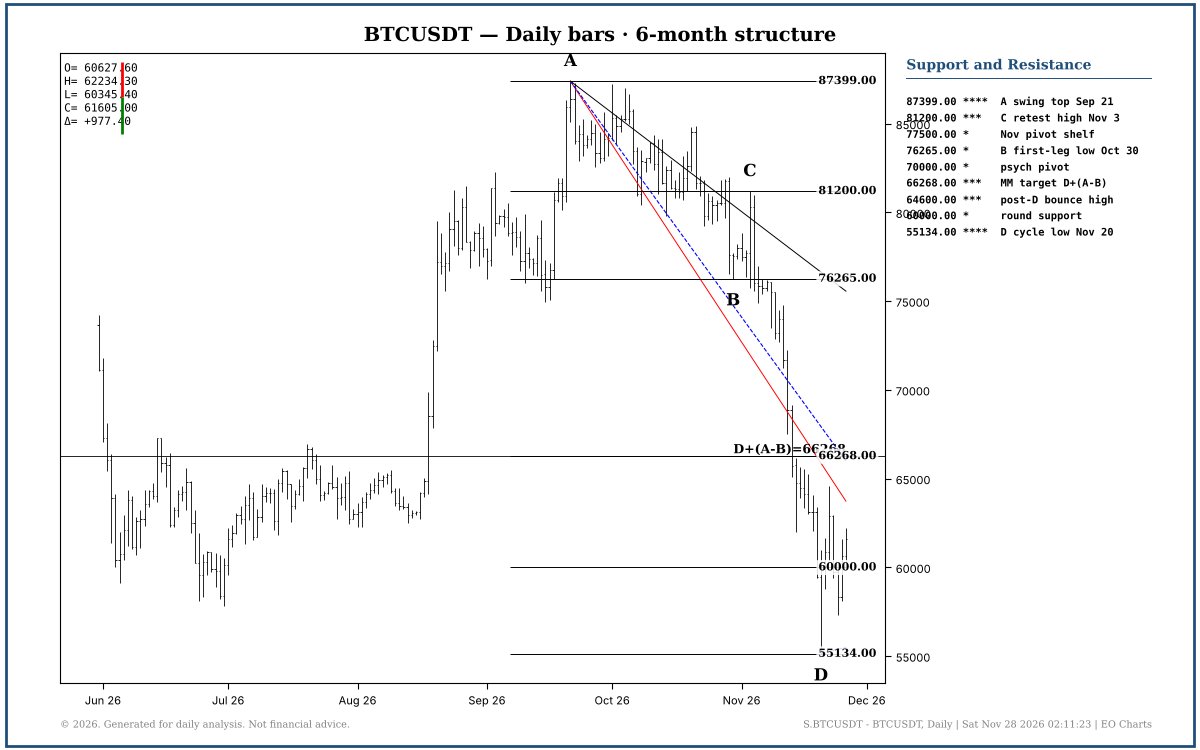 BTCUSDT — Daily bars · 6-month structure
O= 60627.60
H= 62234.30
L= 60345.40
C= 61605.00
Δ= +977.40
A
C
B
D
87399.00
81200.00
76265.00
D+(A-B)=66268
66268.00
60000.00
55134.00
85000
80000
75000
70000
65000
60000
55000
Jun 26 Jul 26 Aug 26 Sep 26 Oct 26 Nov 26 Dec 26
Support and Resistance
87399.00 **** A swing top Sep 21
81200.00 *** C retest high Nov 3
77500.00 * Nov pivot shelf
76265.00 * B first-leg low Oct 30
70000.00 * psych pivot
66268.00 *** MM target D+(A-B)
64600.00 *** post-D bounce high
60000.00 * round support
55134.00 **** D cycle low Nov 20
© 2026. Generated for daily analysis. Not financial advice.
S.BTCUSDT - BTCUSDT, Daily | Sat Nov 28 2026 02:11:23 | EO Charts